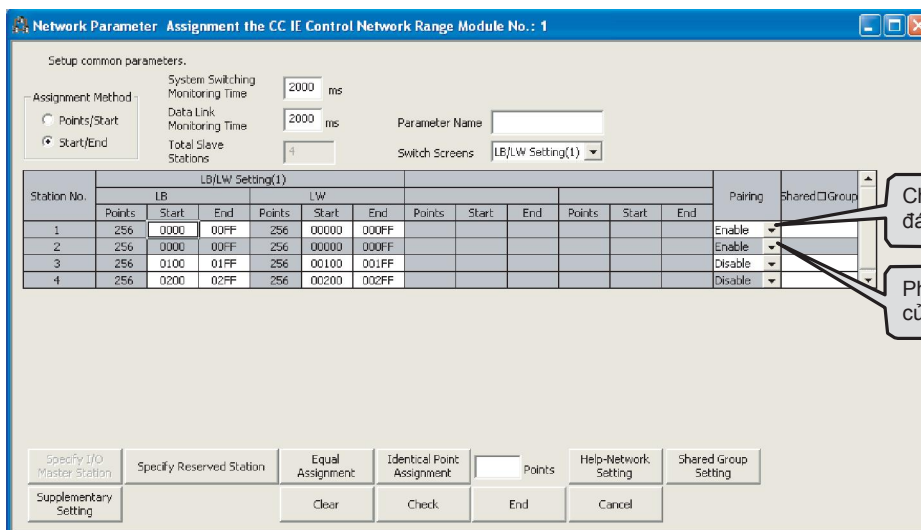 Network Parameter Assignment the CC IE Control Network Range Module No.: 1
Setup common parameters.
Assignment Method
Points/Start
Start/End
System Switching Monitoring Time 2000 ms
Data Link Monitoring Time 2000 ms
Total Slave Stations 4
Parameter Name
Switch Screens LB/LW Setting(1)
Station No. LB/LW Setting(1) Pairing Shared□Group
LB LW
Points Start End Points Start End Points Start End Points Start End
1 256 0000 00FF 256 00000 000FF Enable
2 256 0000 00FF 256 00000 000FF Enable
3 256 0100 01FF 256 00100 001FF Disable
4 256 0200 02FF 256 00200 002FF Disable
Specify I/O Master Station
Specify Reserved Station
Equal Assignment
Identical Point Assignment
Points
Help-Network Setting
Shared Group Setting
Supplementary Setting
Clear
Check
End
Cancel